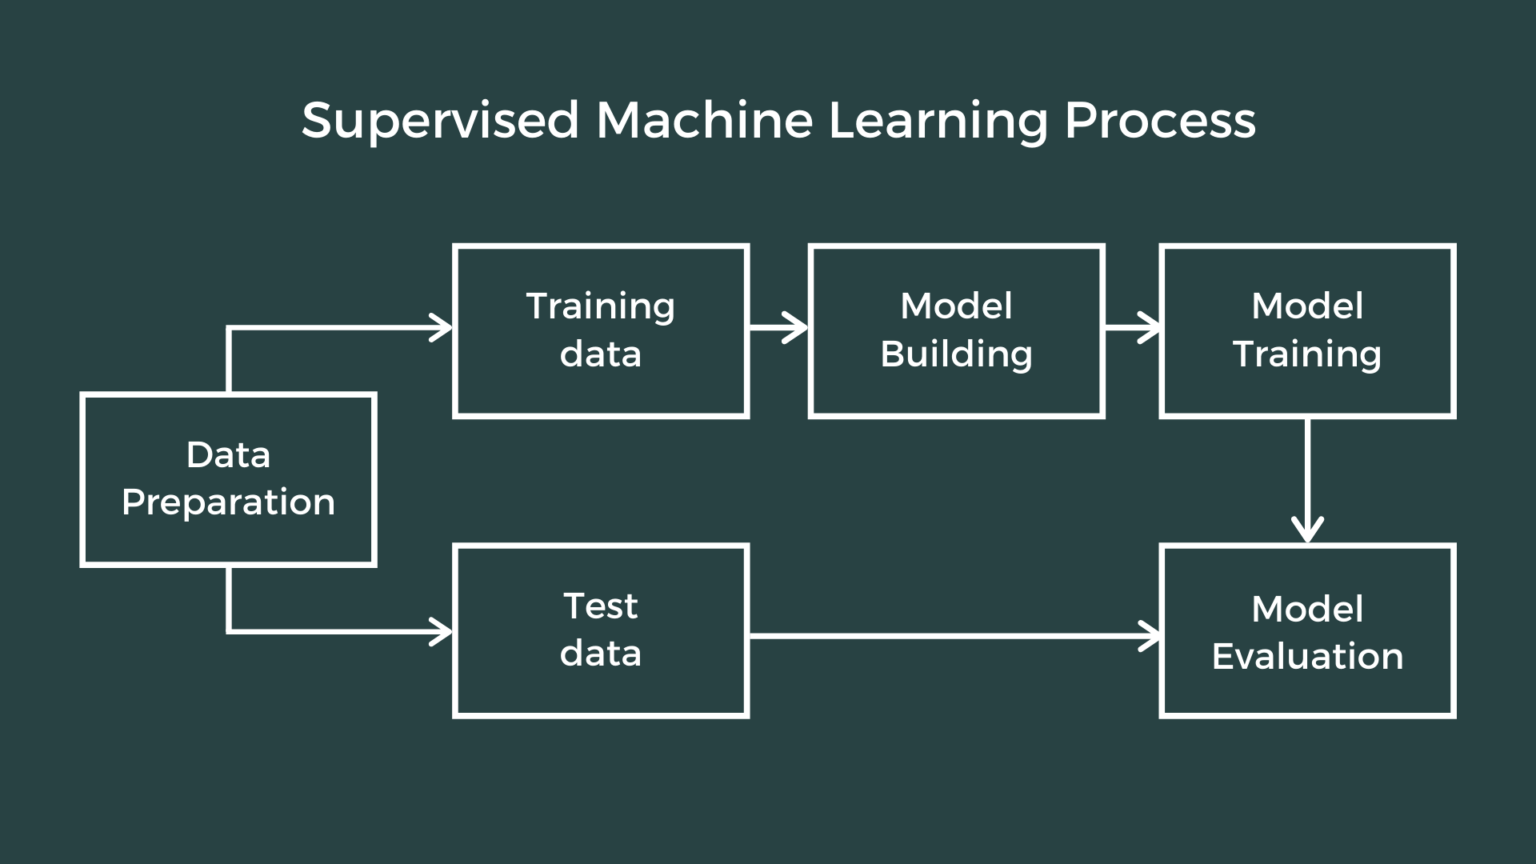 Supervised Machine Learning Process
Training
data
Model
Building
Model
Training
Data
Preparation
Test
data
Model
Evaluation